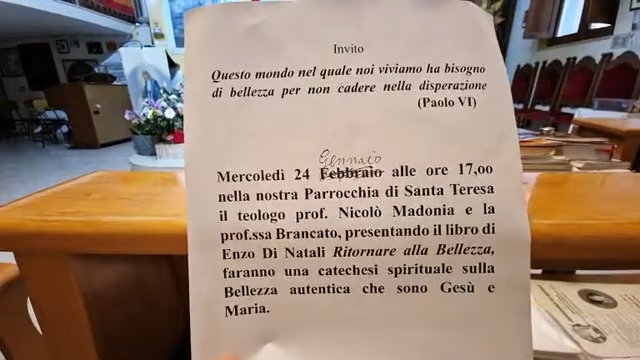 Invito
Questo mondo nel quale noi viviamo ha bisogno
di bellezza per non cadere nella disperazione
(Paolo VI)
Gennaio
Mercoledì 24 Febbraio alle ore 17,oo
nella nostra Parrocchia di Santa Teresa
il teologo prof. Nicolò Madonia e la
prof.ssa Brancato, presentando il libro di
Enzo Di Natali Ritornare alla Bellezza,
faranno una catechesi spirituale sulla
Bellezza autentica che sono Gesù e
Maria.